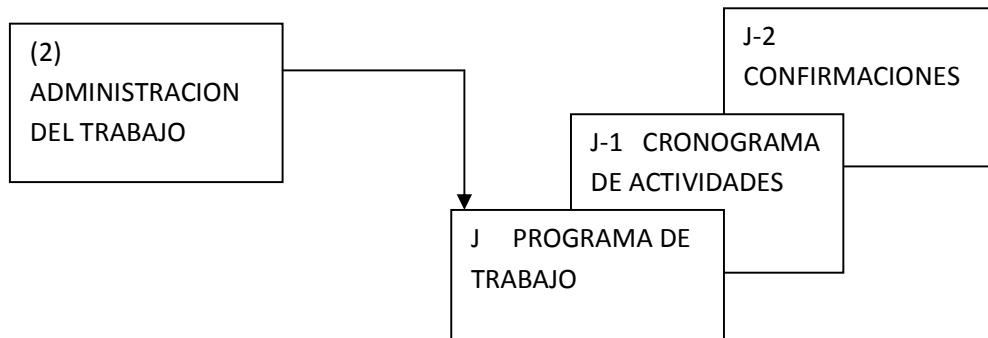 (2)
ADMINISTRACION
DEL TRABAJO
J-2
CONFIRMACIONES
J-1 CRONOGRAMA
DE ACTIVIDADES
J PROGRAMA DE
TRABAJO